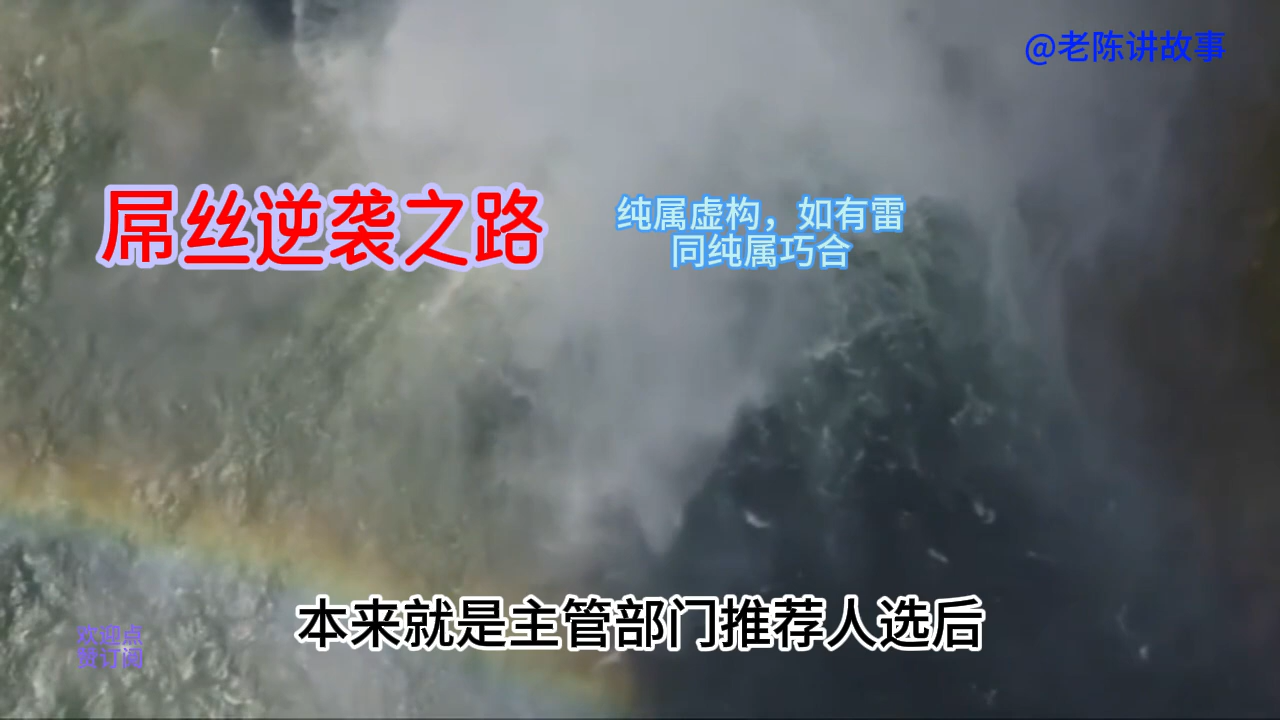 @老陈讲故事
屌丝逆袭之路
纯属虚构，如有雷
同纯属巧合
本来就是主管部门推荐人选后
欢迎点
赞订阅